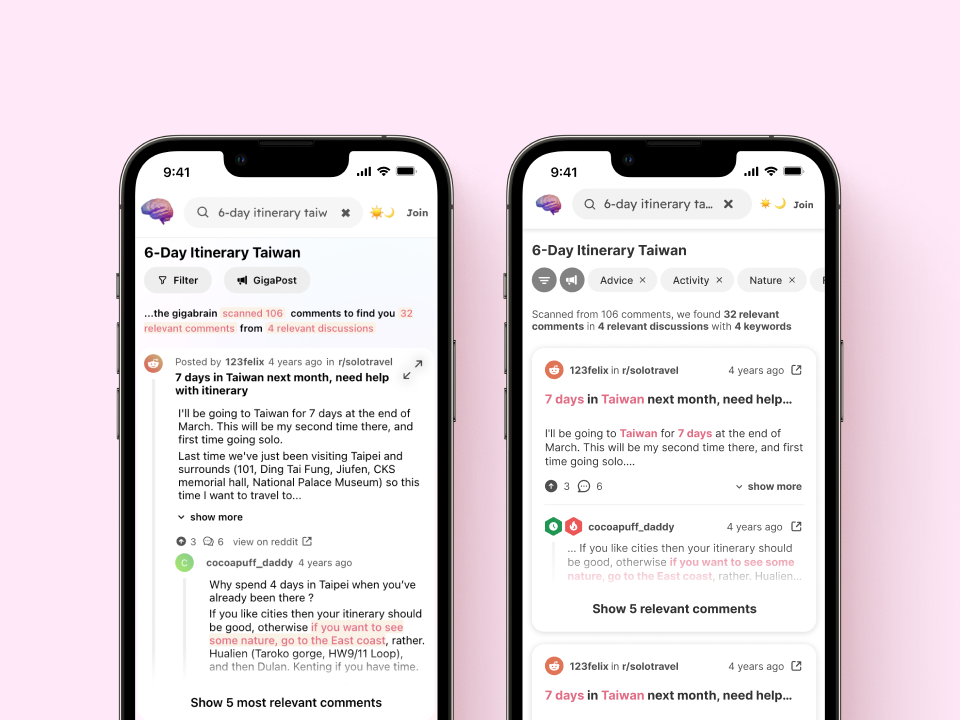 9:41
6-day itinerary taiw
Join
6-Day Itinerary Taiwan
Filter
GigaPost
...the gigabrain scanned 106 comments to find you 32
relevant comments from 4 relevant discussions
Posted by 123felix 4 years ago in r/solotravel
7 days in Taiwan next month, need help
with itinerary
I'll be going to Taiwan for 7 days at the end of
March. This will be my second time there, and
first time going solo.
Last time we've just been visiting Taipei and
surrounds (101, Ding Tai Fung, Jiufen, CKS
memorial hall, National Palace Museum) so this
time I want to travel to...
show more
3 6 view on reddit
C cocoapuff_daddy 4 years ago
Why spend 4 days in Taipei when you've
already been there ?
If you like cities then your itinerary should
be good, otherwise if you want to see
some nature, go to the East coast, rather.
Hualien (Taroko gorge, HW9/11 Loop),
and then Dulan. Kenting if you have time.
Show 5 most relevant comments
9:41
6-day itinerary ta...
Join
6-Day Itinerary Taiwan
Advice
Activity
Nature
Scanned from 106 comments, we found 32 relevant
comments in 4 relevant discussions with 4 keywords
123felix in r/solotravel 4 years ago
7 days in Taiwan next month, need help...
I'll be going to Taiwan for 7 days at the end of
March. This will be my second time there, and first
time going solo....
3 6 show more
cocoapuff_daddy 4 years ago
... If you like cities then your itinerary should
be good, otherwise if you want to see some
nature, go to the East coast, rather. Hualien...
Show 5 relevant comments
123felix in r/solotravel 4 years ago
7 days in Taiwan next month, need help...